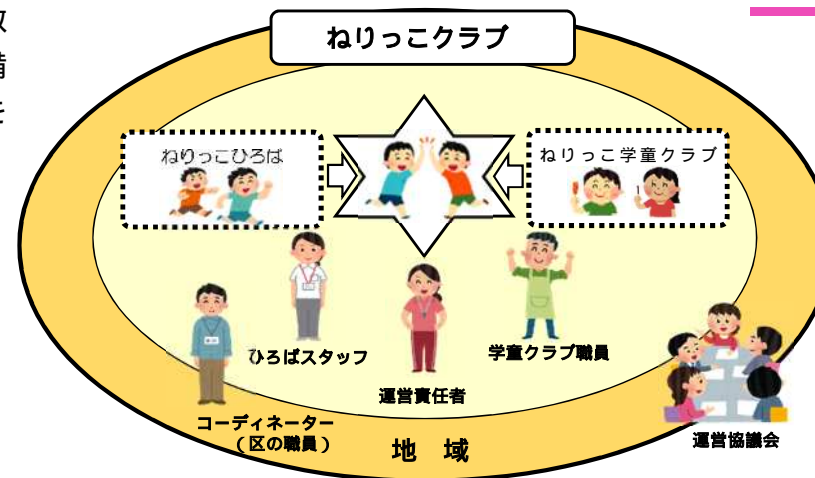 ねりっこクラブ
ねりっこひろば
ねりっこ学童クラブ
ひろばスタッフ
学童クラブ職員
運営責任者
コーディネーター
（区の職員）
運営協議会
地 域